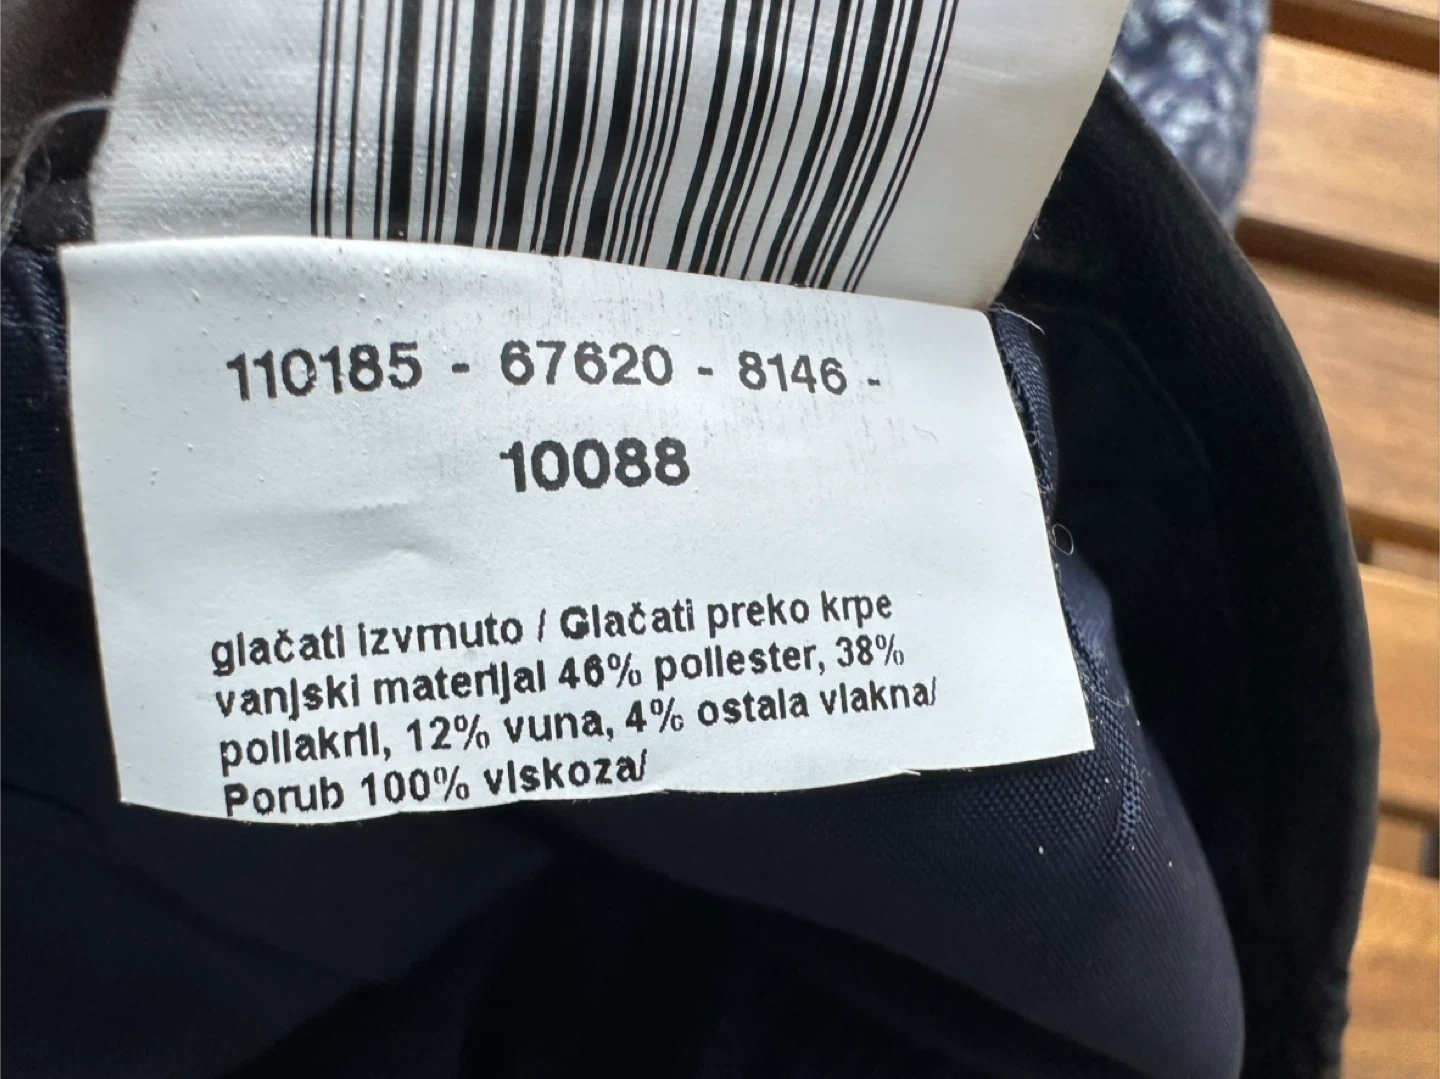 110185 - 67620 - 8146 -
10088
glačati izvrnuto / Glačati preko krpe
vanjski materijal 46% poliester, 38%
poliakril, 12% vuna, 4% ostala vlakna/
Porub 100% viskoza/